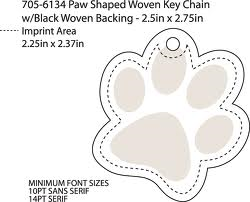 705-6134 Paw Shaped Woven Key Chain
w/Black Woven Backing - 2.5in x 2.75in
Imprint Area
2.25in x 2.37in
MINIMUM FONT SIZES
10PT SANS SERIF
14PT SERIF